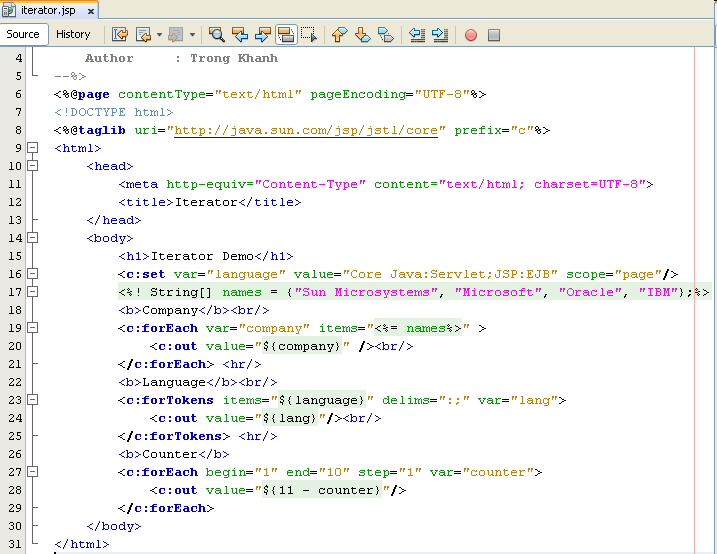 iterator.jsp
Source History
4 Author : Trong Khanh
5 --%>
6 <%@page contentType="text/html" pageEncoding="UTF-8"%>
7 <!DOCTYPE html>
8 <%@taglib uri="http://java.sun.com/jsp/jstl/core" prefix="c"%>
9 <html>
10 <head>
11 <meta http-equiv="Content-Type" content="text/html; charset=UTF-8">
12 <title>Iterator</title>
13 </head>
14 <body>
15 <h1>Iterator Demo</h1>
16 <c:set var="language" value="Core Java:Servlet;JSP:EJB" scope="page"/>
17 <%! String[] names = {"Sun Microsystems", "Microsoft", "Oracle", "IBM"};%>
18 <b>Company</b><br/>
19 <c:forEach var="company" items="<%= names%>" >
20 <c:out value="${company}" /><br/>
21 </c:forEach> <hr/>
22 <b>Language</b><br/>
23 <c:forTokens items="${language}" delims=":;" var="lang">
24 <c:out value="${lang}"/><br/>
25 </c:forTokens> <hr/>
26 <b>Counter</b>
27 <c:forEach begin="1" end="10" step="1" var="counter">
28 <c:out value="${11 - counter}"/>
29 </c:forEach>
30 </body>
31 </html>